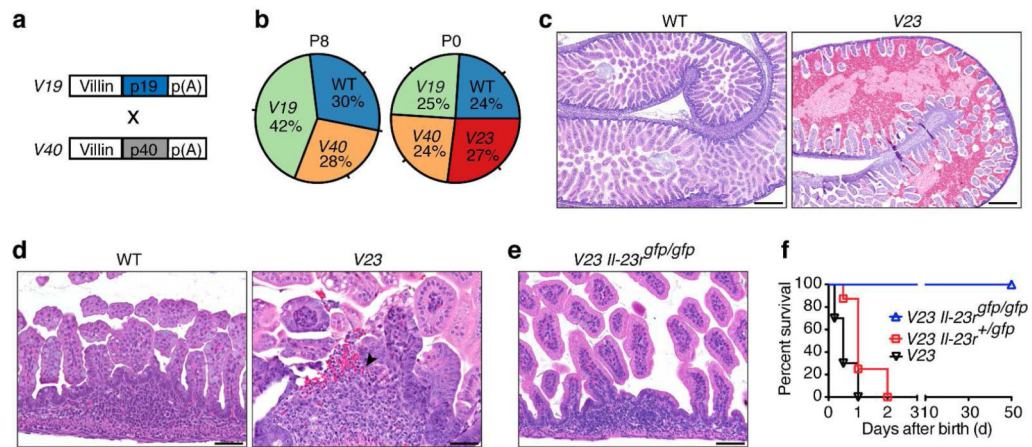 a
V19 Villin p19 p(A)
X
V40 Villin p40 p(A)
b
P8 P0
V19 42%
WT 30%
V40 28%
V19 25%
WT 24%
V40 24%
V23 27%
c
WT V23
d
WT V23
e
V23 Il-23r gfp/gfp
f
Percent survival
100
80
60
40
20
0
V23 Il-23r gfp/gfp
V23 Il-23r +/gfp
V23
0 1 2 3 10 30 50
Days after birth (d)